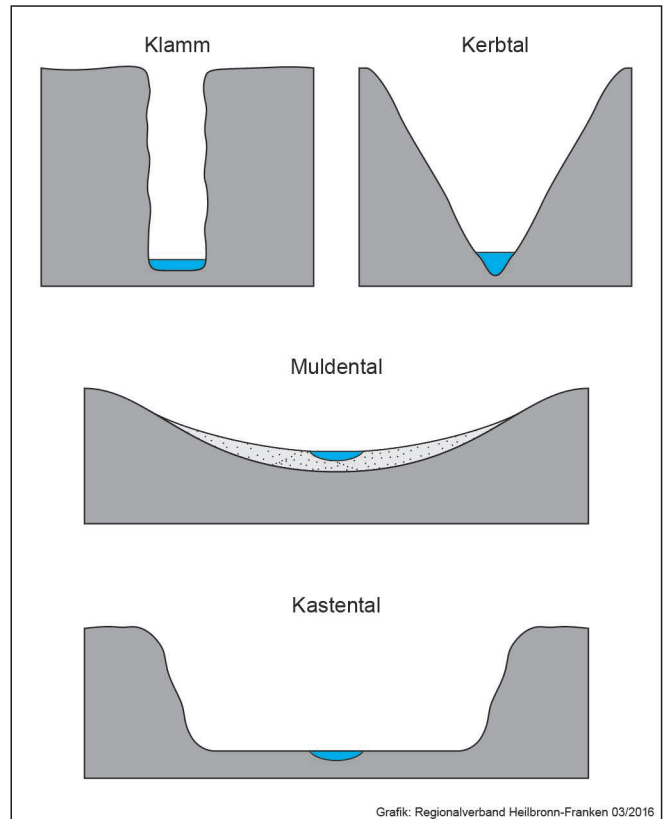 Klamm
Kerbtal
Muldental
Kastental
Grafik: Regionalverband Heilbronn-Franken 03/2016